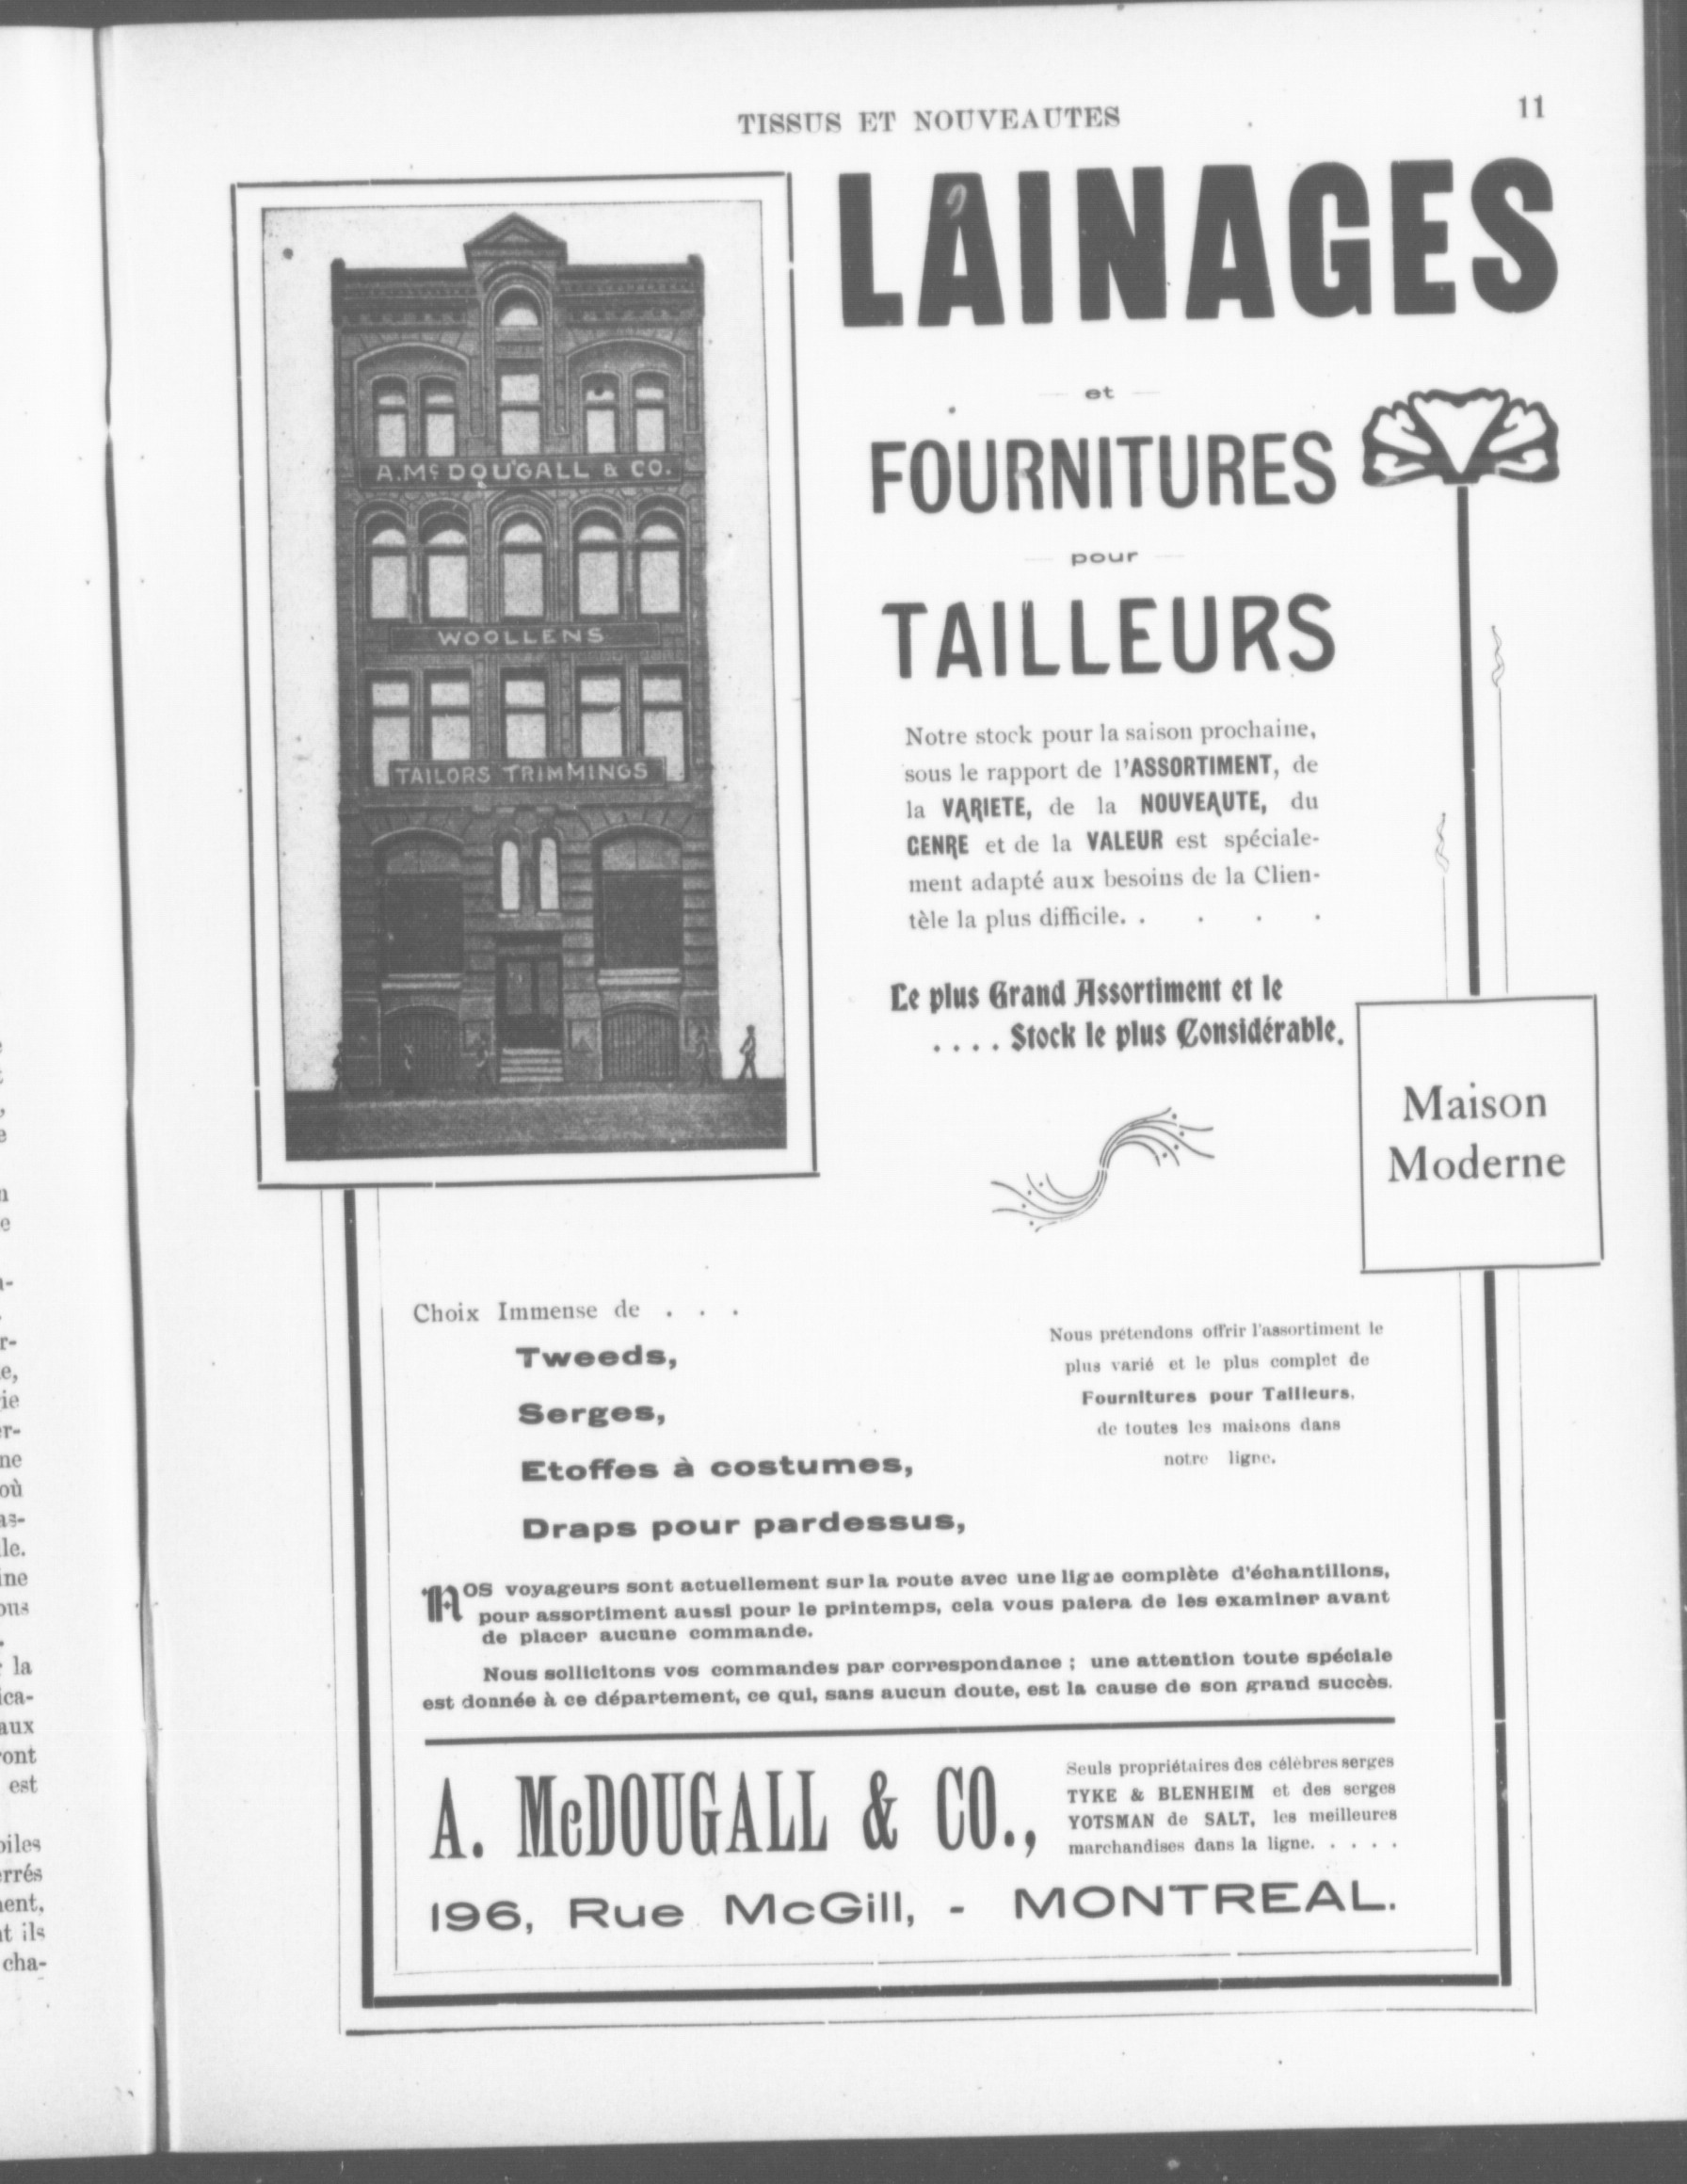 TISSUS ET NOUVEAUTES
11
LAINAGES
et
FOURNITURES
pour
TAILLEURS
A. Mc DOUGALL & CO.
WOOLLENS
TAILORS TRIMMINGS
Notre stock pour la saison prochaine,
sous le rapport de l'ASSORTIMENT, de
la VARIETE, de la NOUVEAUTE, du
GENRE et de la VALEUR est spéciale-
ment adapté aux besoins de la Clien-
tèle la plus difficile. . . . .
Le plus Grand Assortiment et le
. . . . Stock le plus Considérable.
Maison
Moderne
Choix Immense de . . .
Tweeds,
Serges,
Etoffes à costumes,
Draps pour pardessus,
Nous prétendons offrir l'assortiment le
plus varié et le plus complet de
Fournitures pour Tailleurs,
de toutes les maisons dans
notre ligne.
NOS voyageurs sont actuellement sur la route avec une ligne complète d'échantillons,
pour assortiment aussi pour le printemps, cela vous paiera de les examiner avant
de placer aucune commande.
Nous sollicitons vos commandes par correspondance ; une attention toute spéciale
est donnée à ce département, ce qui, sans aucun doute, est la cause de son grand succès.
A. McDOUGALL & CO.,
Seuls propriétaires des célèbres serges
TYKE & BLENHEIM et des serges
YOTSMAN de SALT, les meilleures
marchandises dans la ligne. . . . .
196, Rue McGill, - MONTREAL.
où
la
aux
est
t ils
cha-